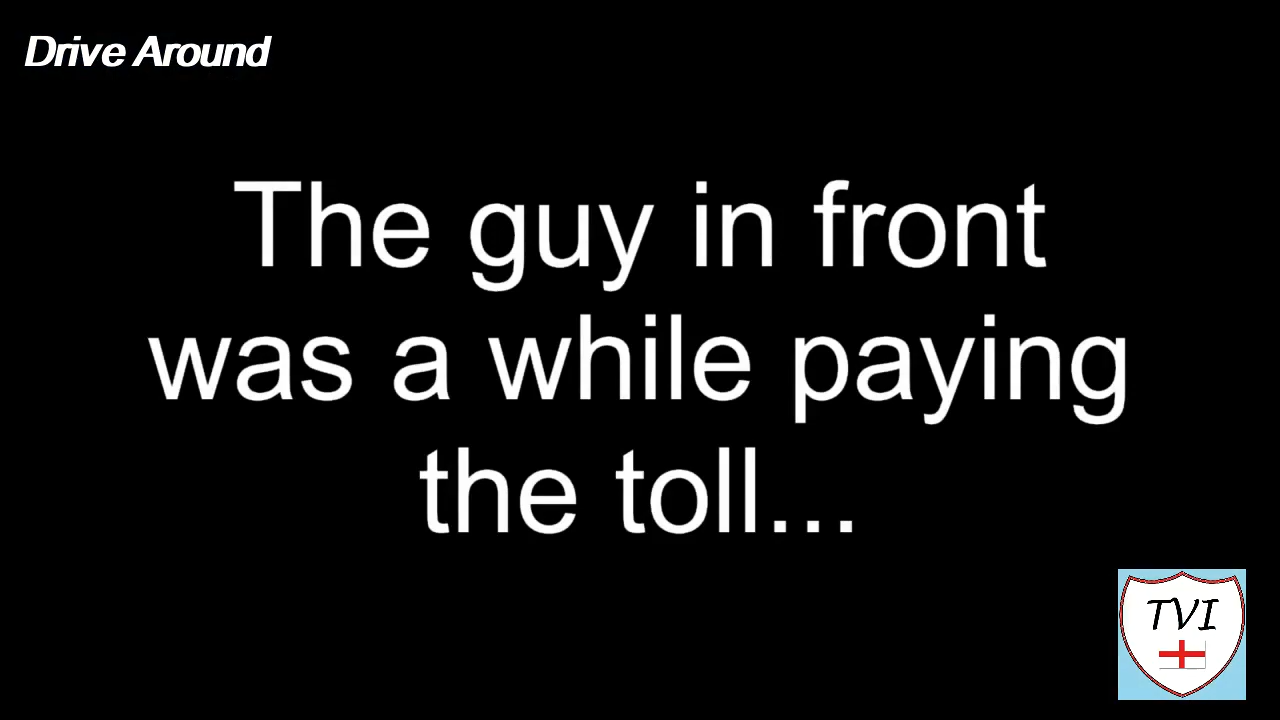 Drive Around
The guy in front
was a while paying
the toll...
TVI